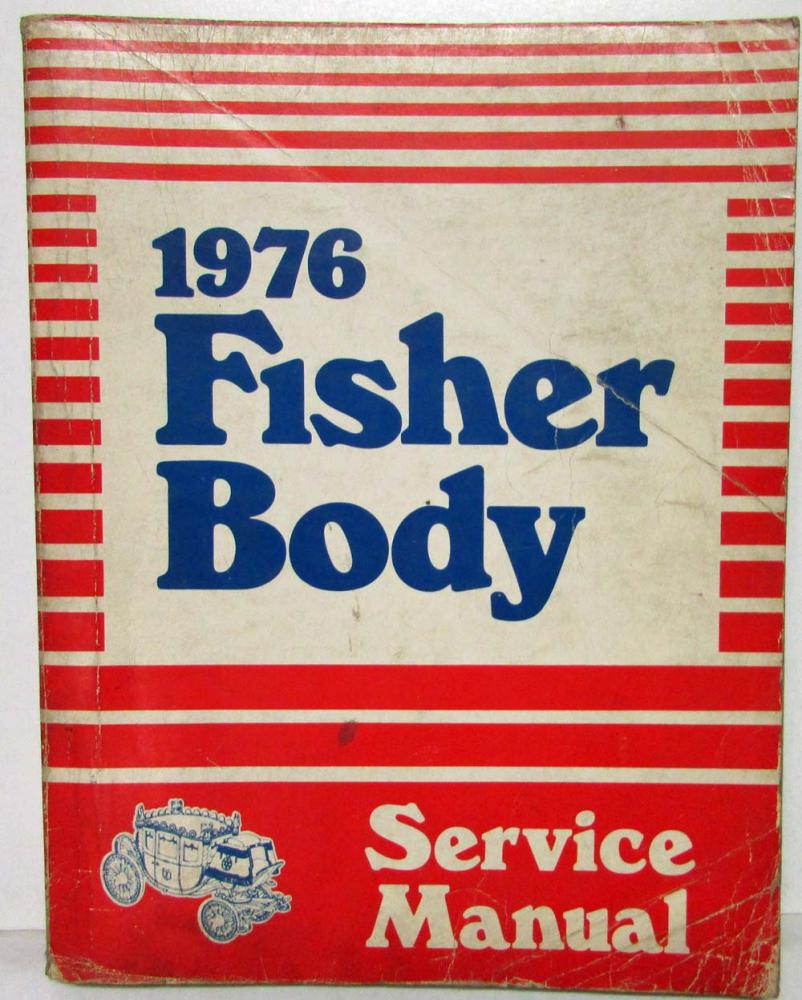 1976
Fisher
Body
Service
Manual